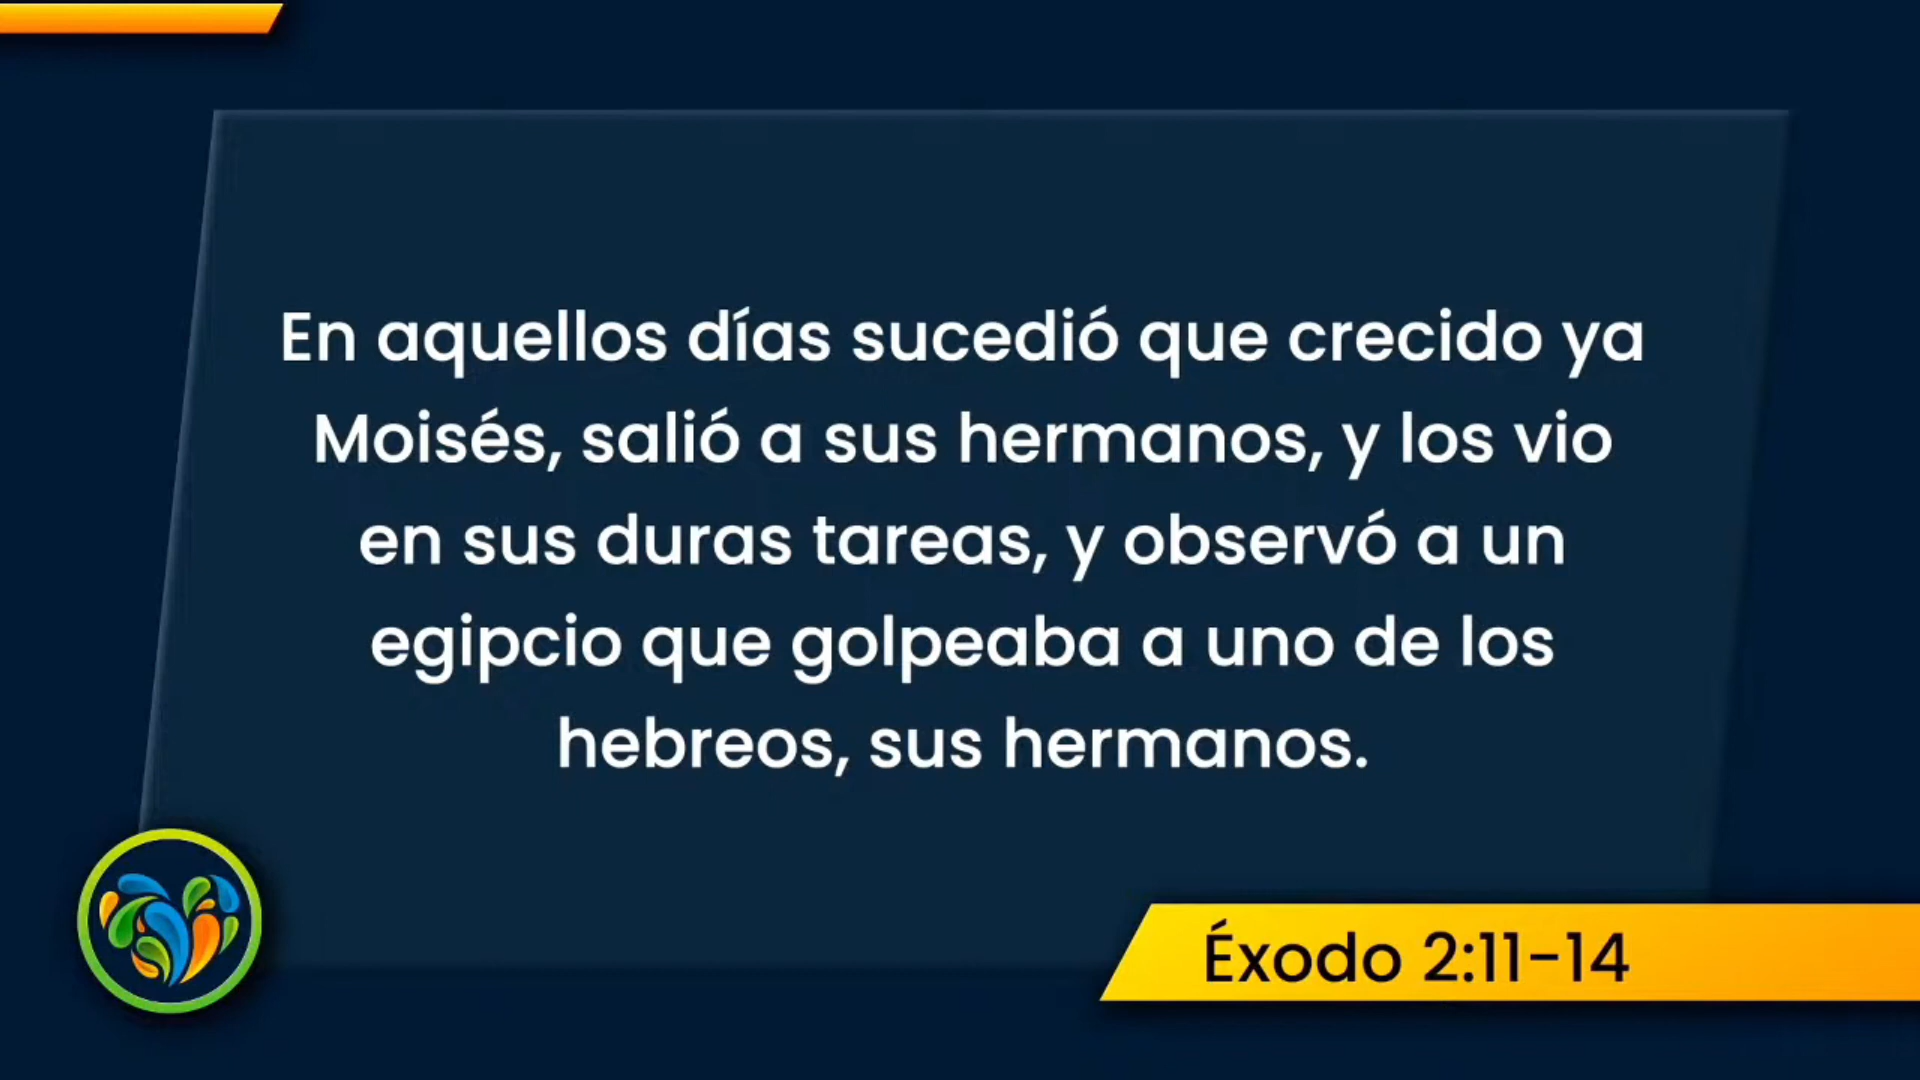 En aquellos días sucedió que crecido ya
Moisés, salió a sus hermanos, y los vio
en sus duras tareas, y observó a un
egipcio que golpeaba a uno de los
hebreos, sus hermanos.
Éxodo 2:11-14